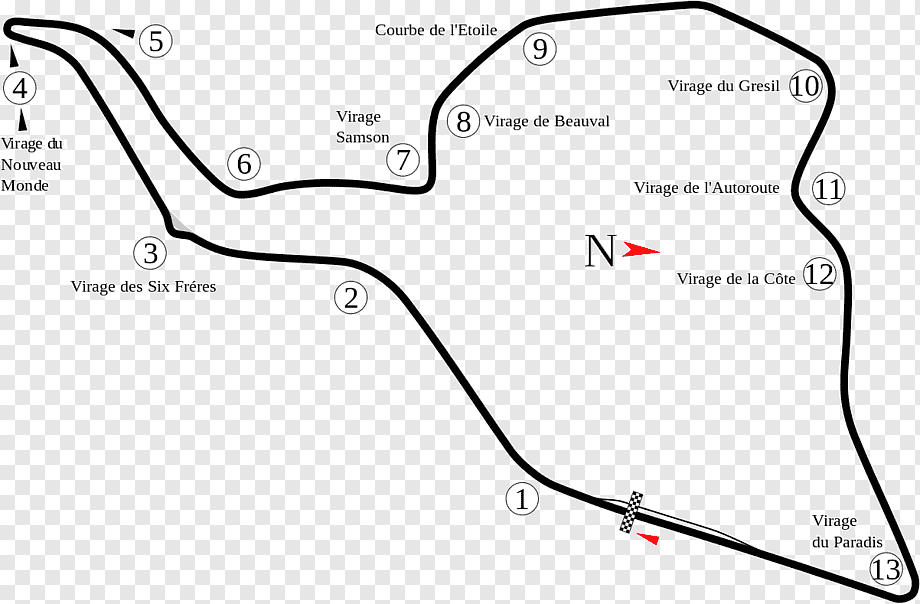 Courbe de l'Etoile
5
9
4
Virage du Gresil
10
Virage
Samson
8
Virage de Beauval
Virage du
Nouveau
Monde
6
7
Virage de l'Autoroute
11
3
N
Virage des Six Fréres
2
Virage de la Côte
12
1
Virage
du Paradis
13